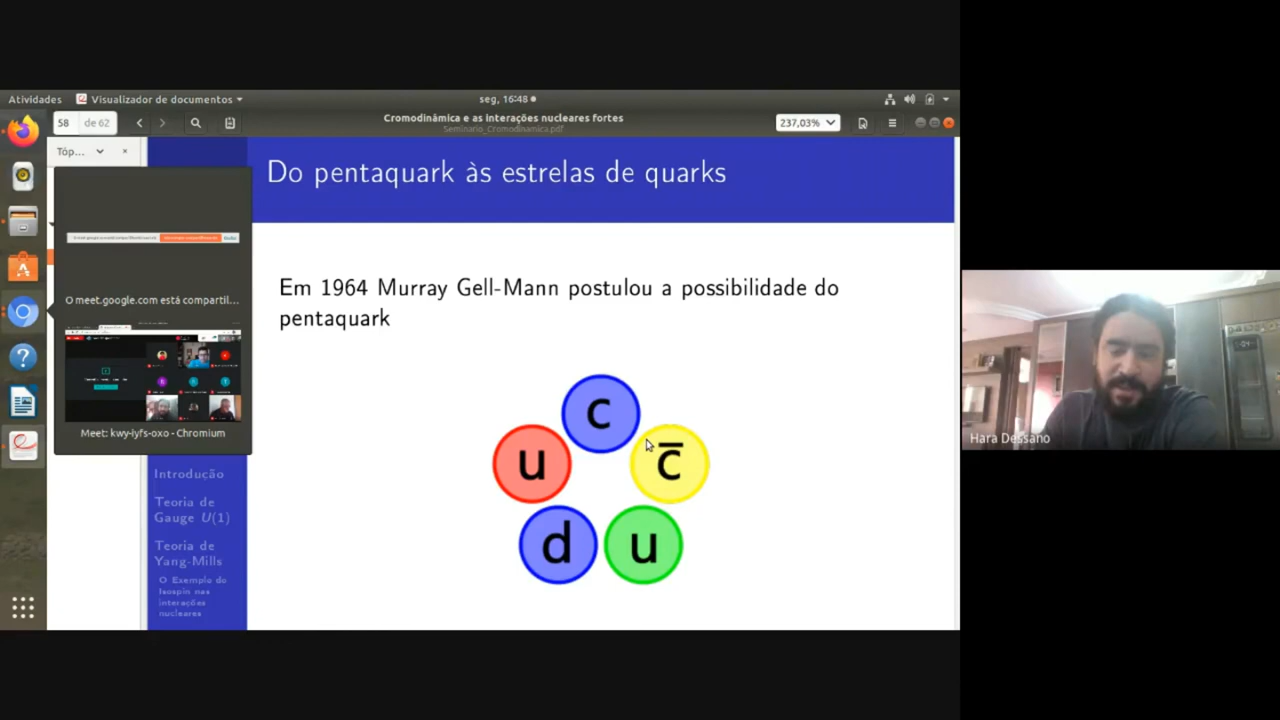 Atividades
Visualizador de documentos
seg, 16:48
58
de 62
Cromodinâmica e as interações nucleares fortes
Seminario_Cromodinamica.pdf
237,03%
Tóp...
Do pentaquark às estrelas de quarks
O meet.google.com está compartil...
Meet: kwy-iyfs-oxo - Chromium
Em 1964 Murray Gell-Mann postulou a possibilidade do
pentaquark
c
u
c̅
d
u
Introdução
Teoria de
Gauge U(1)
Teoria de
Yang-Mills
O Exemplo do
Isospin nas
interações
nucleares
Hara Dessano